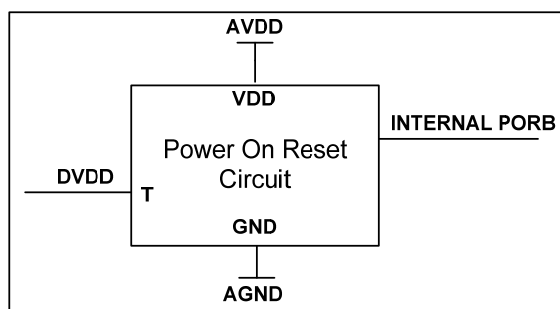 AVDD
VDD
INTERNAL PORB
Power On Reset
Circuit
DVDD
T
GND
AGND